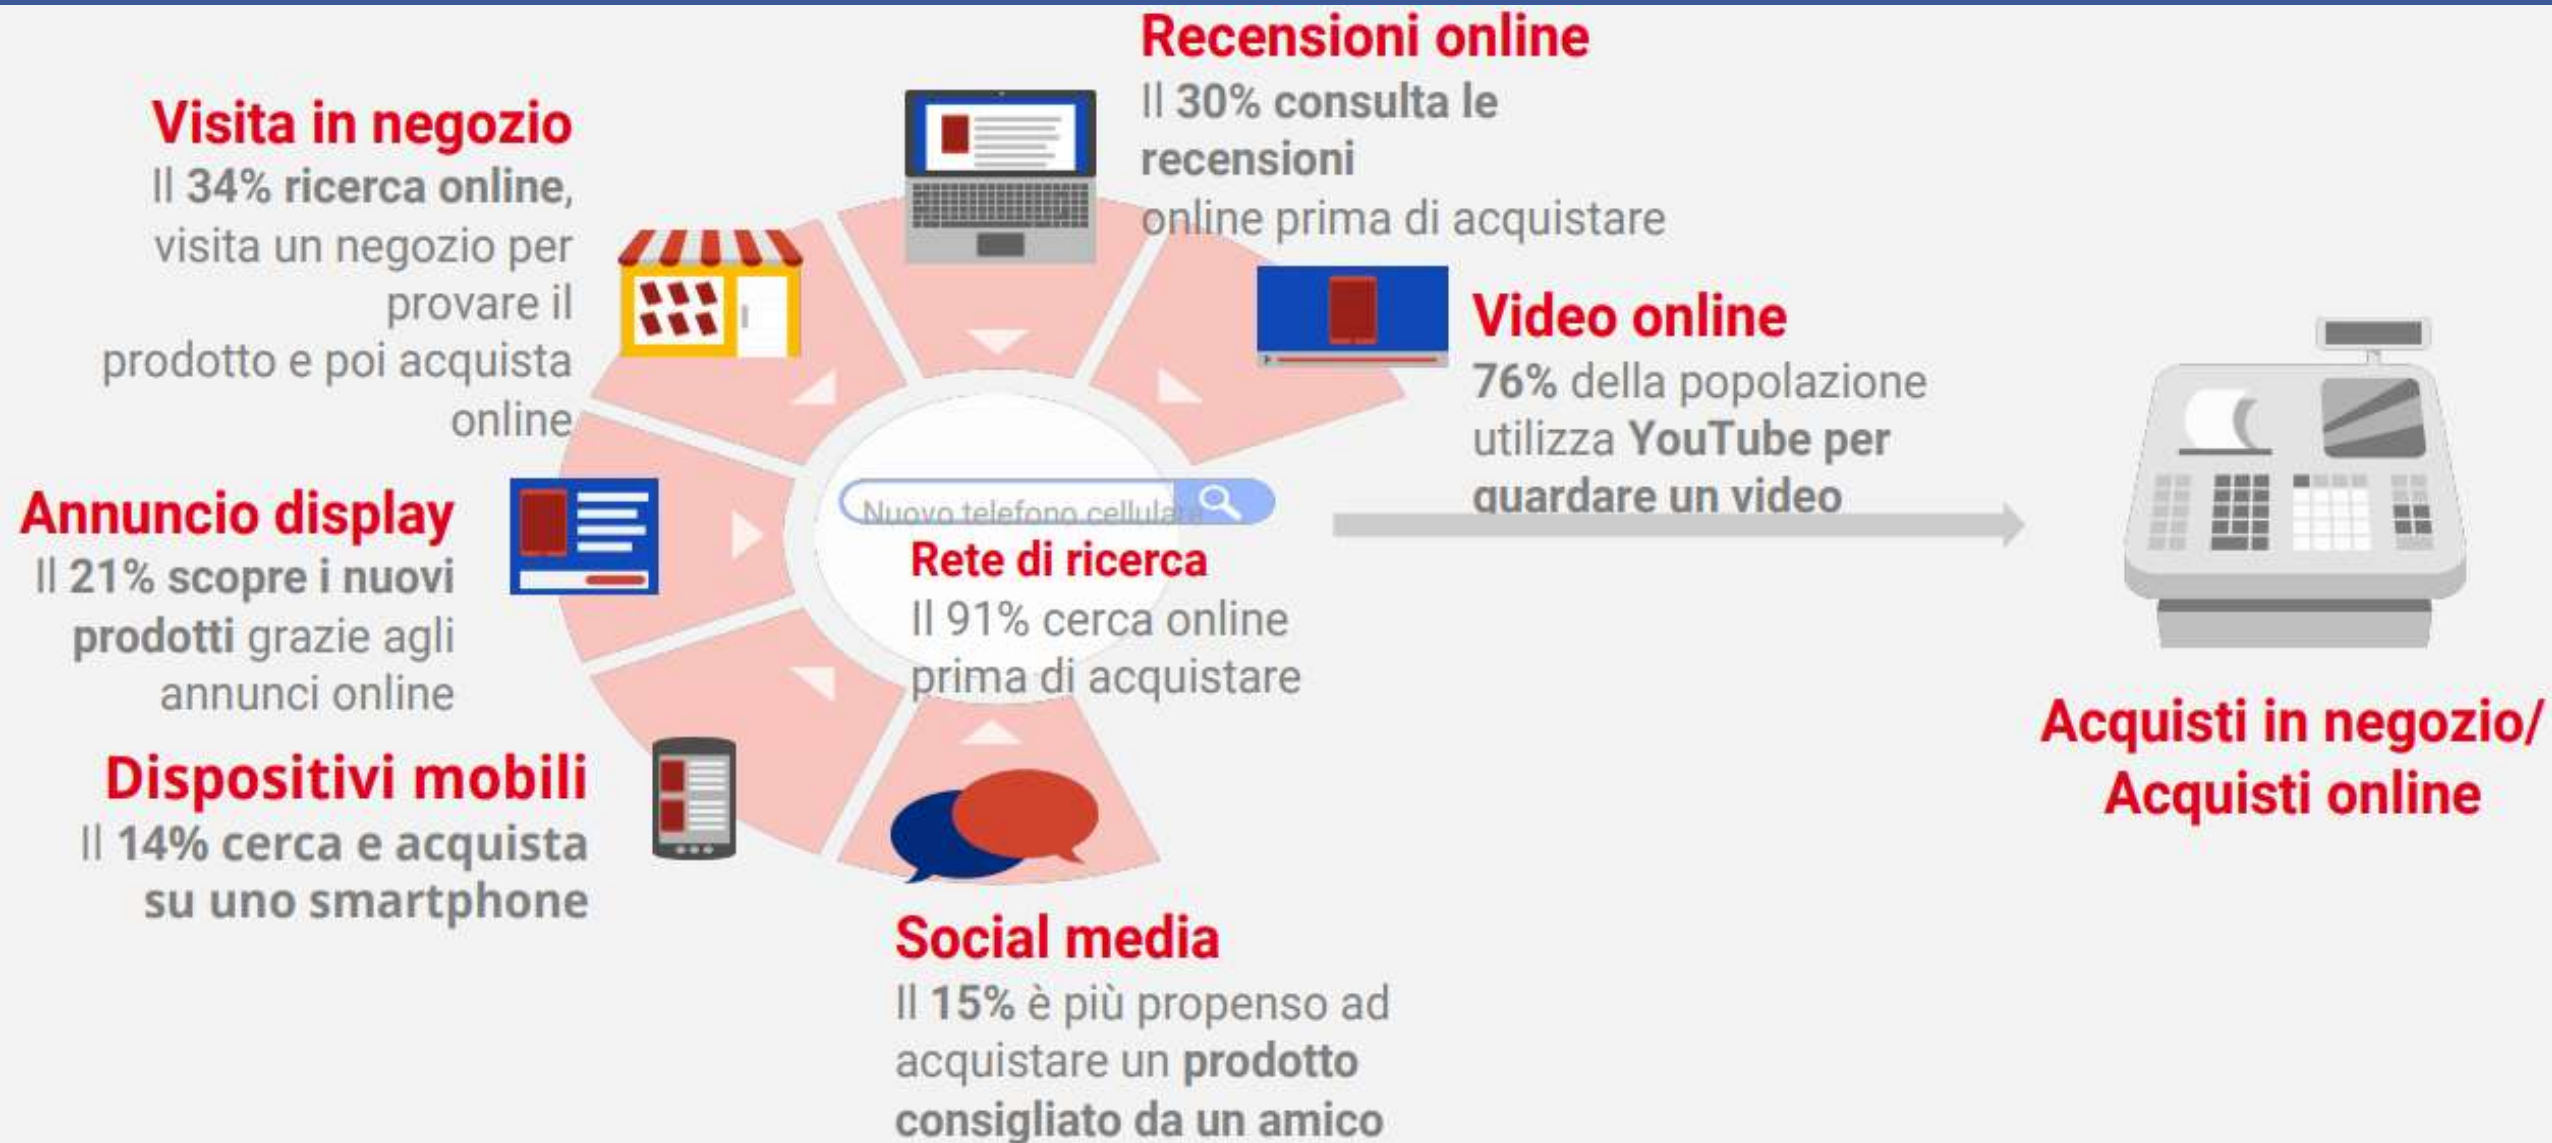 Recensioni online
Il 30% consulta le
recensioni
online prima di acquistare
Visita in negozio
Il 34% ricerca online,
visita un negozio per
provare il
prodotto e poi acquista
online
Video online
76% della popolazione
utilizza YouTube per
guardare un video
Annuncio display
Il 21% scopre i nuovi
prodotti grazie agli
annunci online
Nuovo telefono cellulare
Rete di ricerca
Il 91% cerca online
prima di acquistare
Dispositivi mobili
Il 14% cerca e acquista
su uno smartphone
Social media
Il 15% è più propenso ad
acquistare un prodotto
consigliato da un amico
Acquisti in negozio/
Acquisti online